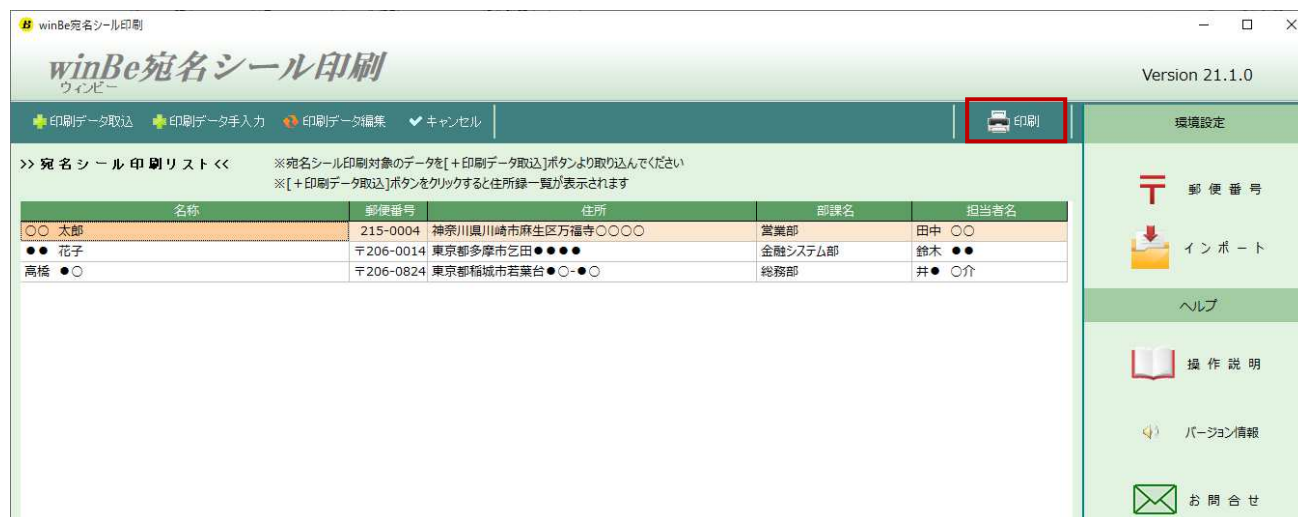 winBe宛名シール印刷
winBe宛名シール印刷
ウィンビー
Version 21.1.0
印刷データ取込 印刷データ手入力 印刷データ編集 キャンセル 印刷 環境設定
>> 宛名シール印刷リスト << ※宛名シール印刷対象のデータを[+印刷データ取込]ボタンより取り込んでください
※[+印刷データ取込]ボタンをクリックすると住所録一覧が表示されます
名称 郵便番号 住所 部課名 担当者名
○○ 太郎 215-0004 神奈川県川崎市麻生区万福寺○○○○ 営業部 田中 ○○
●● 花子 〒206-0014 東京都多摩市乞田●●●● 金融システム部 鈴木 ●●
高橋 ●○ 〒206-0824 東京都稲城市若葉台●○-●○ 総務部 井● ○介
郵便番号
インポート
ヘルプ
操作説明
バージョン情報
お問合せ